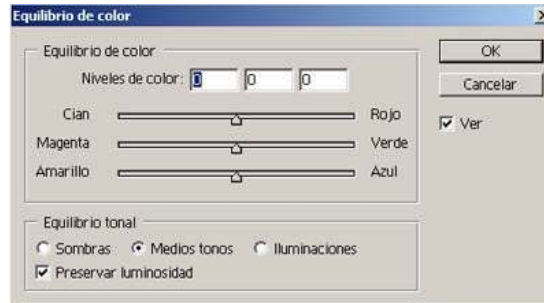 Equilibrio de color
Equilibrio de color
Niveles de color: 0 0 0
Cian Rojo
Magenta Verde
Amarillo Azul
Equilibrio tonal
Sombras Medios tonos Iluminaciones
Preservar luminosidad
OK
Cancelar
Ver